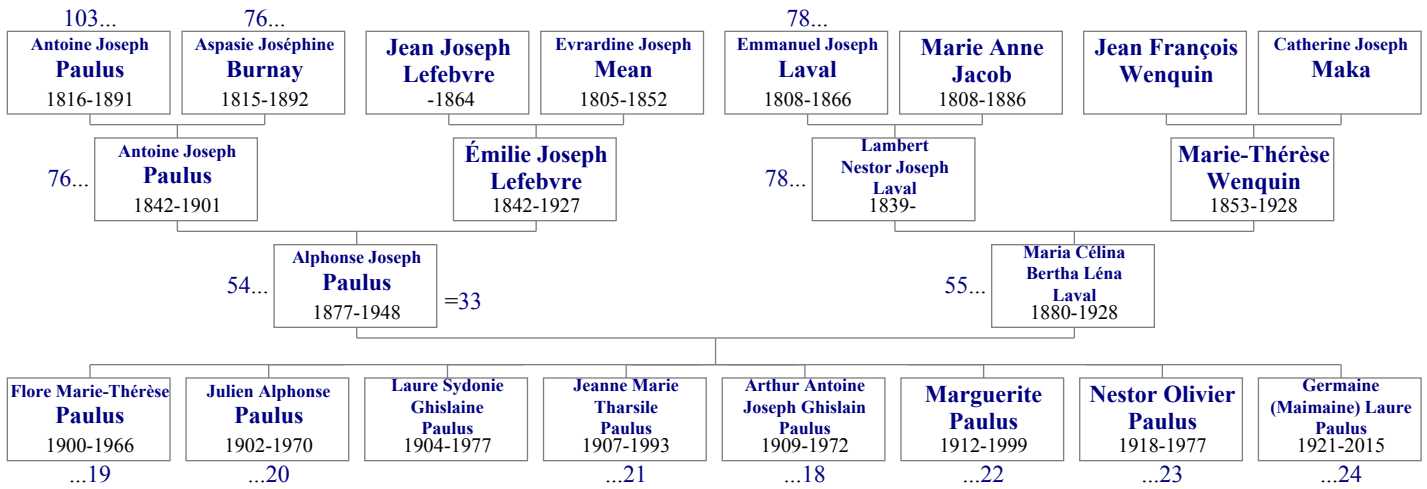 103...
76...
78...
Antoine Joseph
Paulus
1816-1891
Aspasie Joséphine
Burnay
1815-1892
Jean Joseph
Lefebvre
-1864
Evrardine Joseph
Mean
1805-1852
Emmanuel Joseph
Laval
1808-1866
Marie Anne
Jacob
1808-1886
Jean François
Wenquin
Catherine Joseph
Maka
76...
Antoine Joseph
Paulus
1842-1901
Émilie Joseph
Lefebvre
1842-1927
78...
Lambert
Nestor Joseph
Laval
1839-
Marie-Thérèse
Wenquin
1853-1928
54...
Alphonse Joseph
Paulus
1877-1948
=33
55...
Maria Célina
Bertha Léna
Laval
1880-1928
Flore Marie-Thérèse
Paulus
1900-1966
...19
Julien Alphonse
Paulus
1902-1970
...20
Laure Sydonie
Ghislaine
Paulus
1904-1977
Jeanne Marie
Tharsile
Paulus
1907-1993
...21
Arthur Antoine
Joseph Ghislain
Paulus
1909-1972
...18
Marguerite
Paulus
1912-1999
...22
Nestor Olivier
Paulus
1918-1977
...23
Germaine
(Maimaine) Laure
Paulus
1921-2015
...24